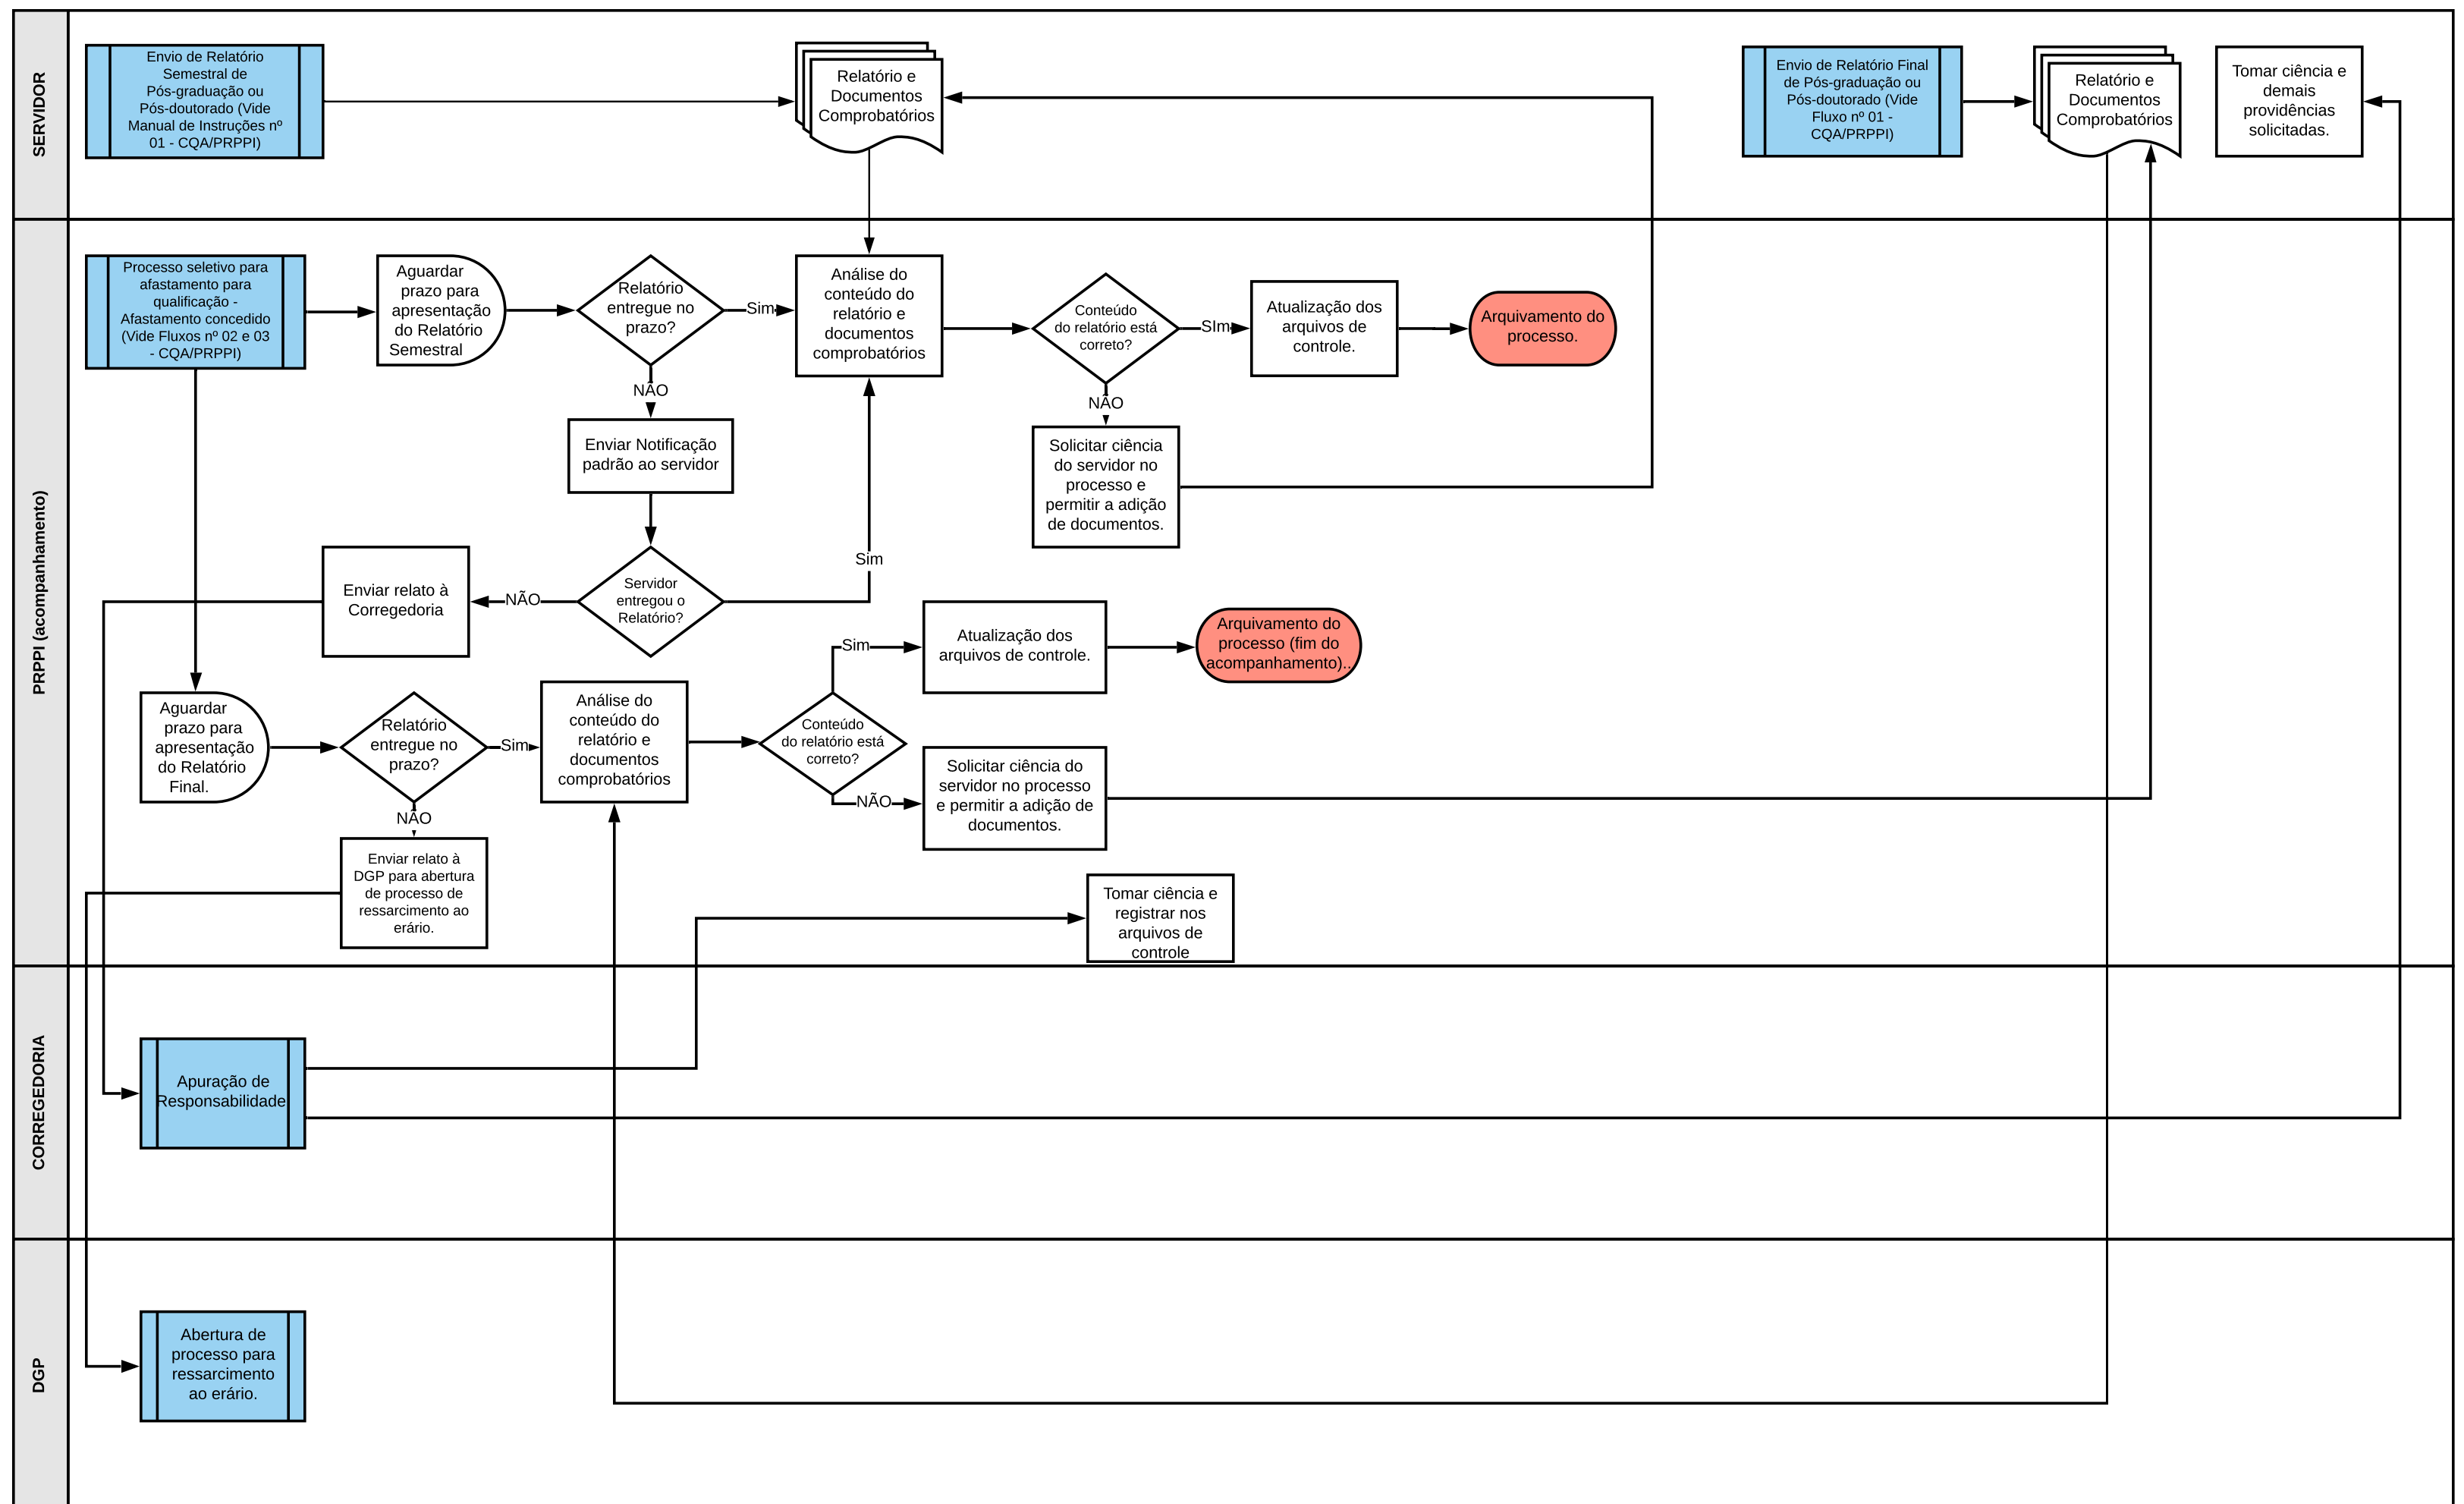 SERVIDOR
Envio de Relatório
Semestral de
Pós-graduação ou
Pós-doutorado (Vide
Manual de Instruções nº
01 - CQA/PRPPI)
Relatório e
Documentos
Comprobatórios
Envio de Relatório Final
de Pós-graduação ou
Pós-doutorado (Vide
Fluxo nº 01 -
CQA/PRPPI)
Relatório e
Documentos
Comprobatórios
Tomar ciência e
demais
providências
solicitadas.
PRPPI (acompanhamento)
Processo seletivo para
afastamento para
qualificação -
Afastamento concedido
(Vide Fluxos nº 02 e 03
- CQA/PRPPI)
Aguardar
prazo para
apresentação
do Relatório
Semestral
Relatório
entregue no
prazo?
Sim
NÃO
Análise do
conteúdo do
relatório e
documentos
comprobatórios
Conteúdo
do relatório está
correto?
SIm
NÃO
Atualização dos
arquivos de
controle.
Arquivamento do
processo.
Enviar Notificação
padrão ao servidor
Solicitar ciência
do servidor no
processo e
permitir a adição
de documentos.
Enviar relato à
Corregedoria
NÃO
Servidor
entregou o
Relatório?
Sim
Aguardar
prazo para
apresentação
do Relatório
Final.
Relatório
entregue no
prazo?
Sim
NÃO
Análise do
conteúdo do
relatório e
documentos
comprobatórios
Conteúdo
do relatório está
correto?
Sim
NÃO
Atualização dos
arquivos de controle.
Arquivamento do
processo (fim do
acompanhamento)..
Solicitar ciência do
servidor no processo
e permitir a adição de
documentos.
Enviar relato à
DGP para abertura
de processo de
ressarcimento ao
erário.
Tomar ciência e
registrar nos
arquivos de
controle
CORREGEDORIA
Apuração de
Responsabilidade
DGP
Abertura de
processo para
ressarcimento
ao erário.